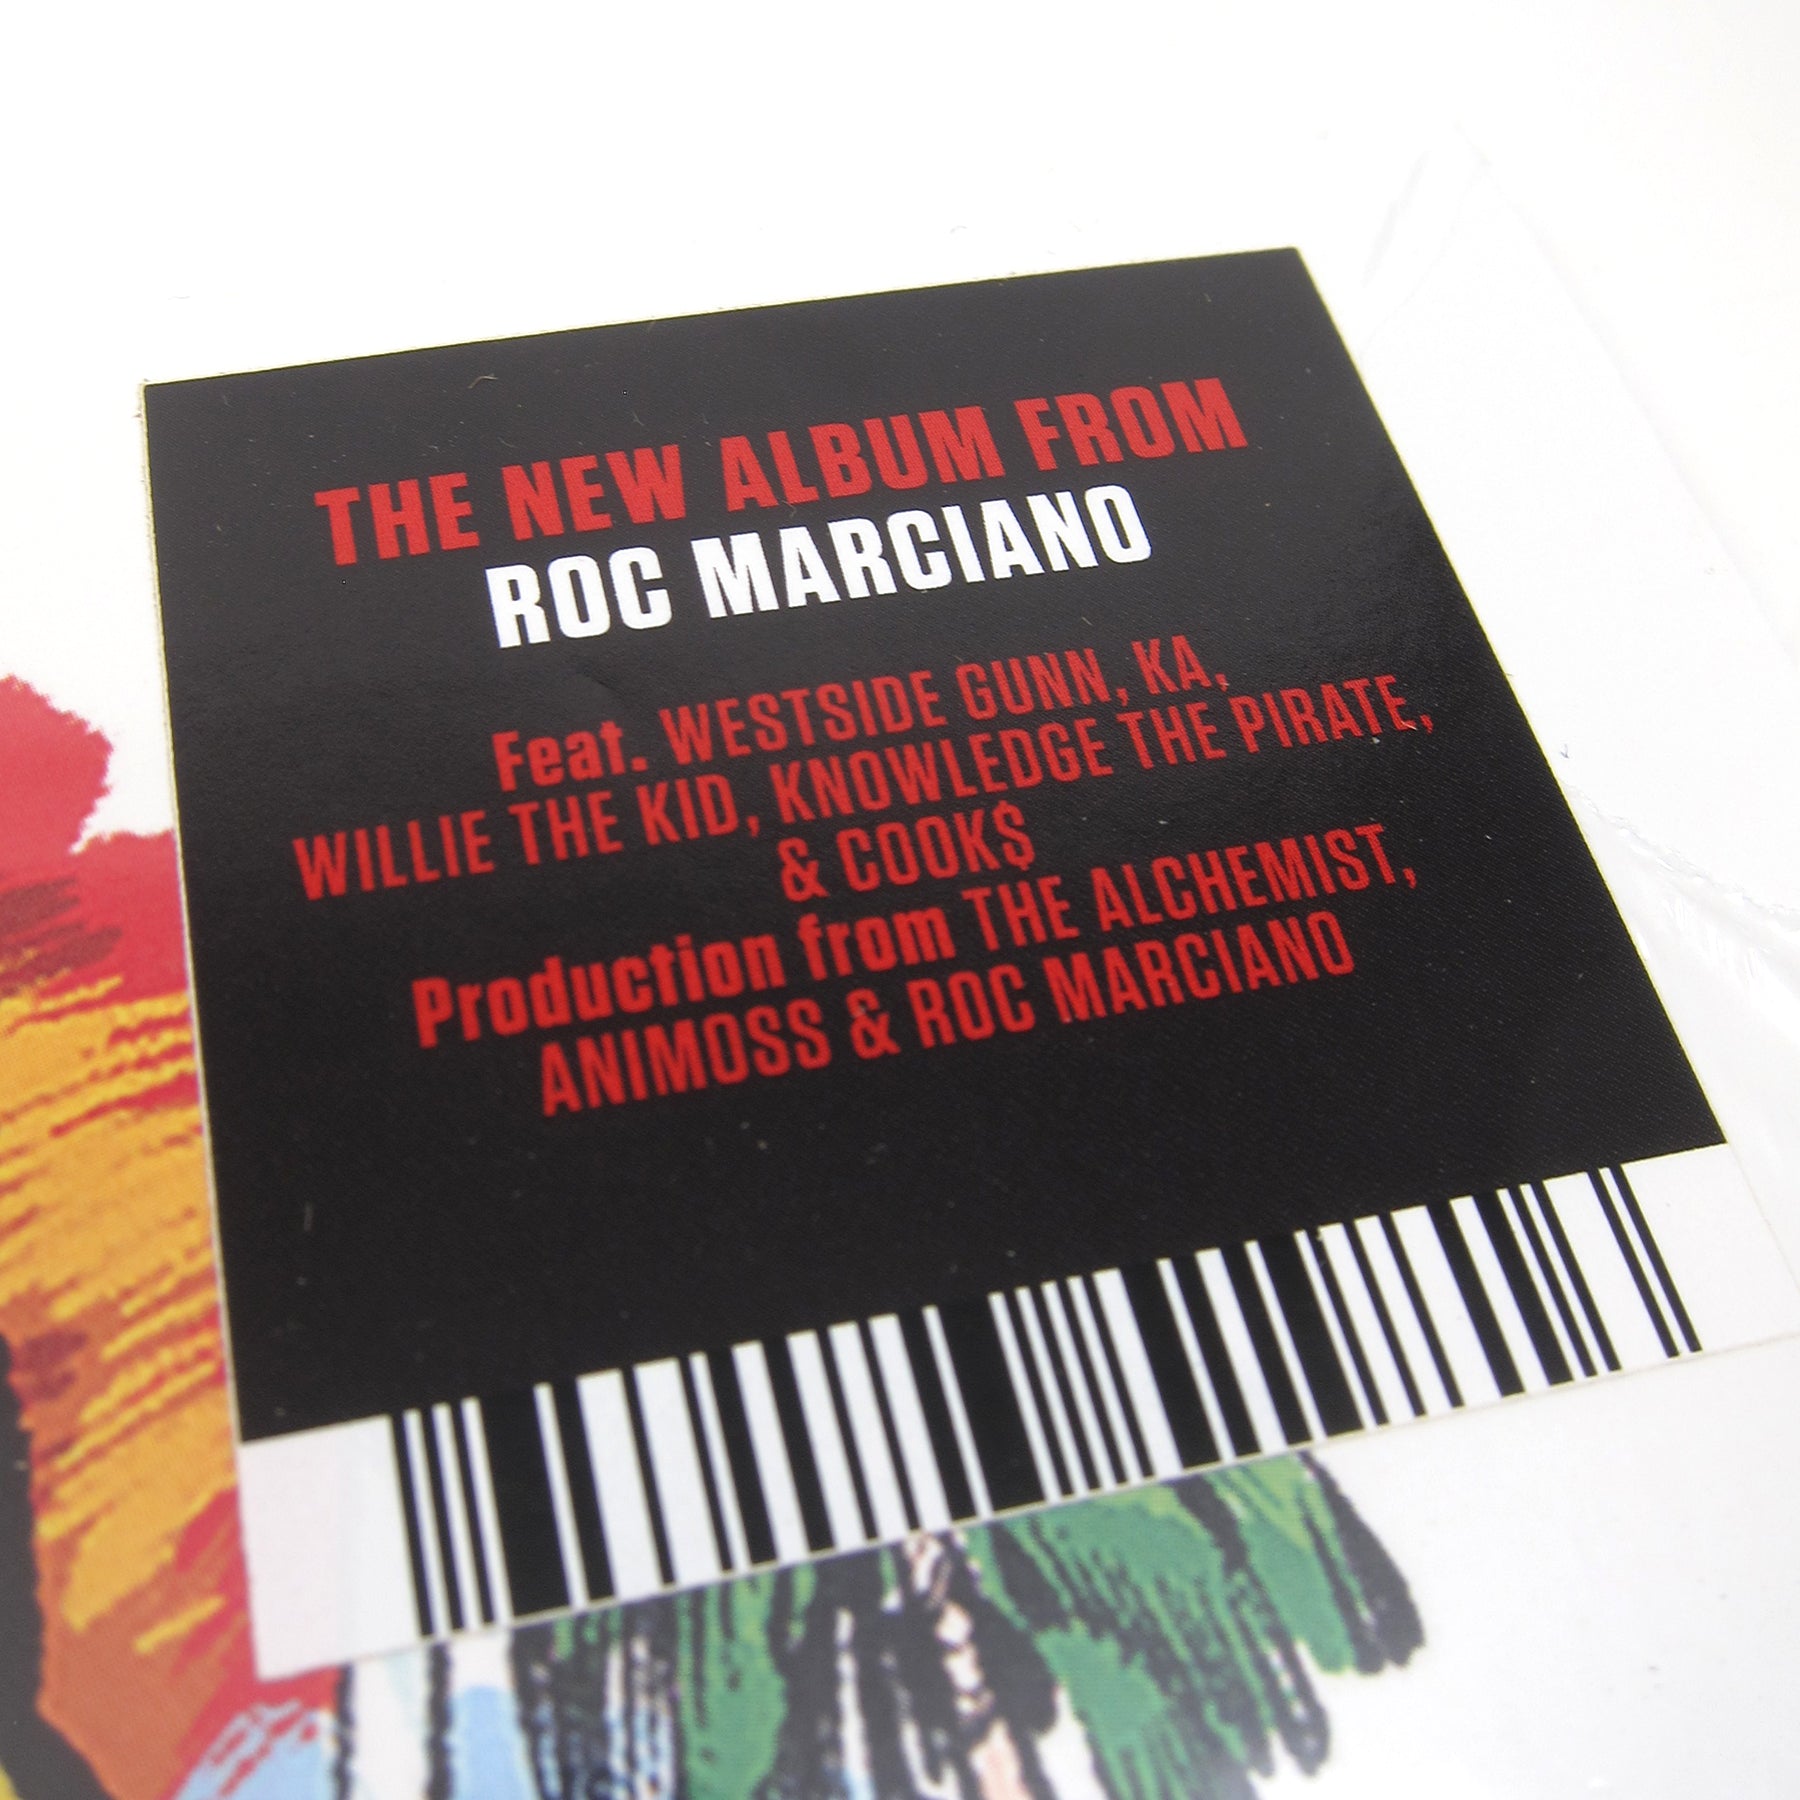 THE NEW ALBUM FROM
ROC MARCIANO
Feat. WESTSIDE GUNN, KA,
WILLIE THE KID, KNOWLEDGE THE PIRATE,
& COOK$
Production from THE ALCHEMIST,
ANIMOSS & ROC MARCIANO